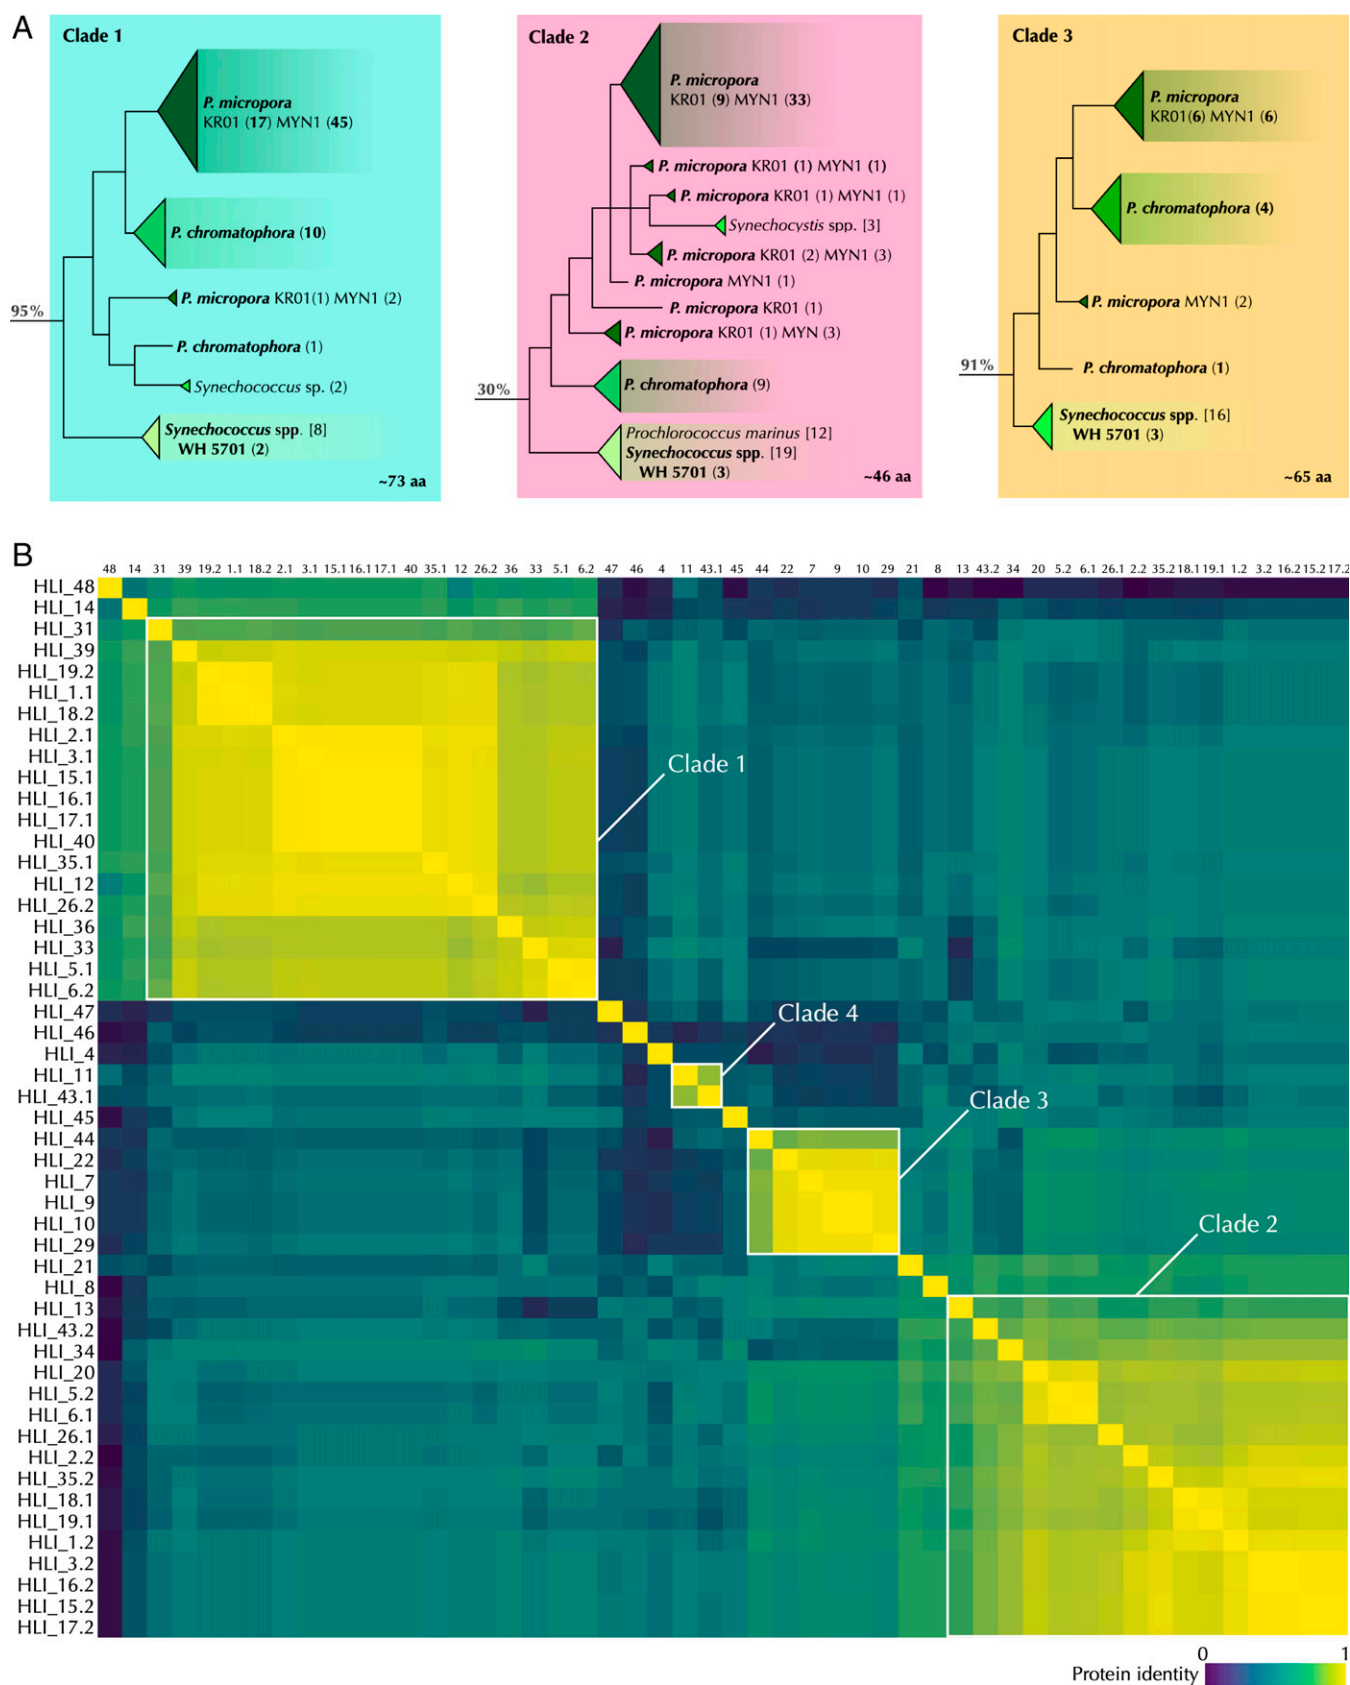 A
Clade 1
P. micropora
KR01 (17) MYN1 (45)
P. chromatophora (10)
P. micropora KR01(1) MYN1 (2)
95%
P. chromatophora (1)
Synechococcus sp. (2)
Synechococcus spp. [8]
WH 5701 (2)
~73 aa
Clade 2
P. micropora
KR01 (9) MYN1 (33)
P. micropora KR01 (1) MYN1 (1)
P. micropora KR01 (1) MYN1 (1)
Synechocystis spp. [3]
P. micropora KR01 (2) MYN1 (3)
P. micropora MYN1 (1)
P. micropora KR01 (1)
P. micropora KR01 (1) MYN (3)
P. chromatophora (9)
30%
Prochlorococcus marinus [12]
Synechococcus spp. [19]
WH 5701 (3)
~46 aa
Clade 3
P. micropora
KR01(6) MYN1 (6)
P. chromatophora (4)
P. micropora MYN1 (2)
P. chromatophora (1)
91%
Synechococcus spp. [16]
WH 5701 (3)
~65 aa
B
48 14 31 39 19.2 1.1 18.2 2.1 3.1 15.1 16.1 17.1 40 35.1 12 26.2 36 33 5.1 6.2 47 46 4 11 43.1 45 44 22 7 9 10 29 21 8 13 43.2 34 20 5.2 6.1 26.1 2.2 35.2 18.1 19.1 1.2 3.2 16.2 15.2 17.2
HLI_48
HLI_14
HLI_31
HLI_39
HLI_19.2
HLI_1.1
HLI_18.2
HLI_2.1
HLI_3.1
HLI_15.1
HLI_16.1
HLI_17.1
HLI_40
HLI_35.1
HLI_12
HLI_26.2
HLI_36
HLI_33
HLI_5.1
HLI_6.2
HLI_47
HLI_46
HLI_4
HLI_11
HLI_43.1
HLI_45
HLI_44
HLI_22
HLI_7
HLI_9
HLI_10
HLI_29
HLI_21
HLI_8
HLI_13
HLI_43.2
HLI_34
HLI_20
HLI_5.2
HLI_6.1
HLI_26.1
HLI_2.2
HLI_35.2
HLI_18.1
HLI_19.1
HLI_1.2
HLI_3.2
HLI_16.2
HLI_15.2
HLI_17.2
Clade 1
Clade 4
Clade 3
Clade 2
0 1
Protein identity